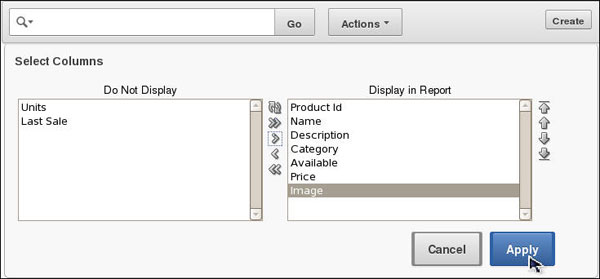 Go
Actions
Create
Select Columns
Do Not Display
Display in Report
Units
Last Sale
Product Id
Name
Description
Category
Available
Price
Image
Cancel
Apply